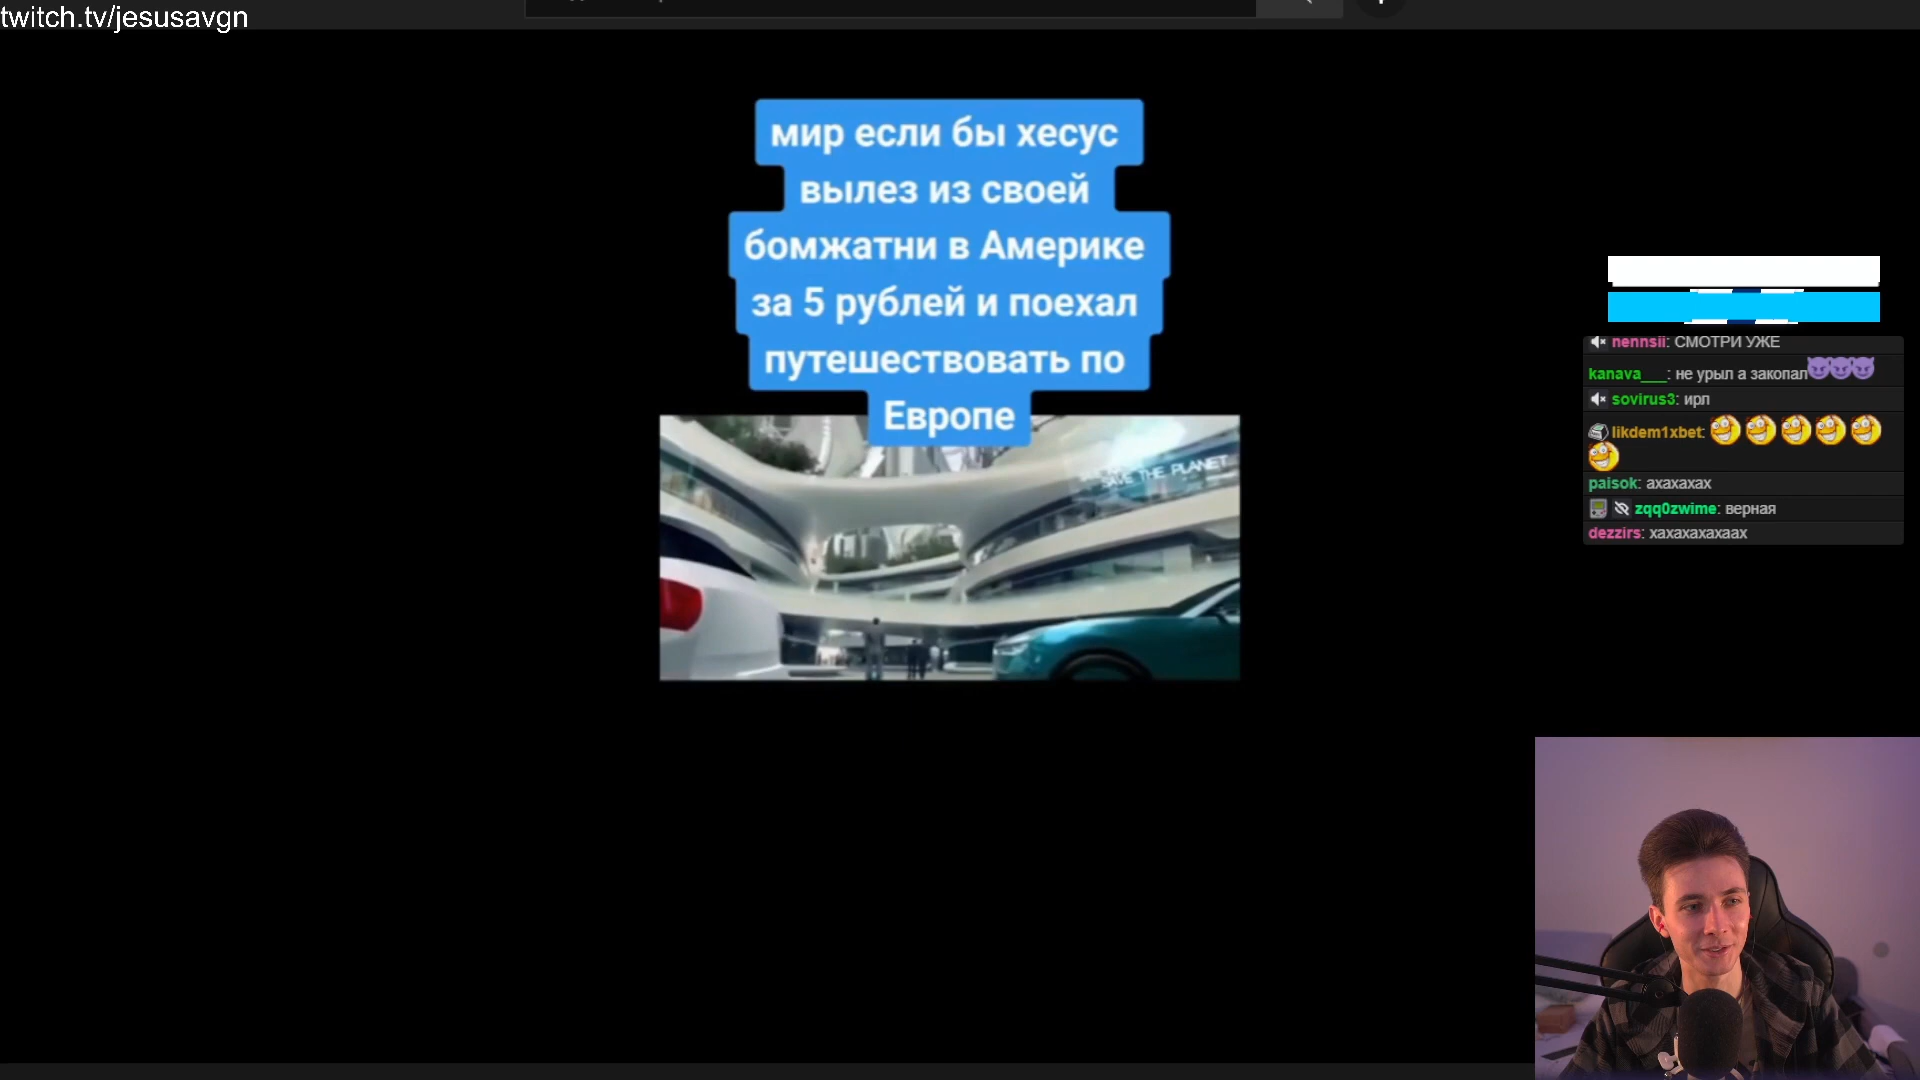 twitch.tv/jesusavgn
мир если бы хесус
вылез из своей
бомжатни в Америке
за 5 рублей и поехал
путешествовать по
Европе
SAVE THE PLANET
nennsii: СМОТРИ УЖЕ
kanava___: не урыл а закопал
sovirus3: ирл
likdem1xbet:
paisok: ахахахах
zqq0zwime: верная
dezzirs: хахахахахаах